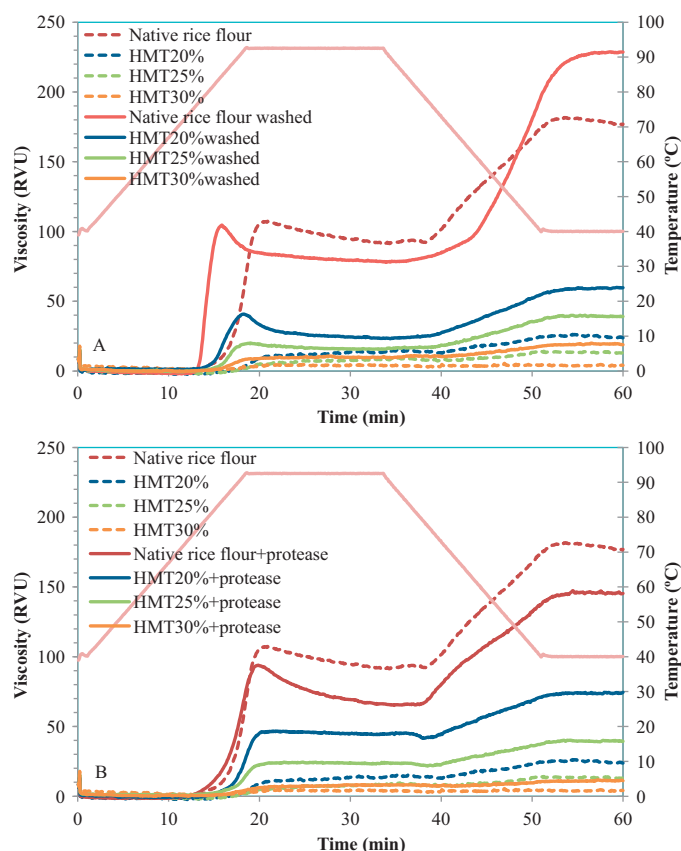 250
200
150
100
50
0
Viscosity (RVU)
100
90
80
70
60
50
40
30
20
10
0
Temperature (ºC)
Native rice flour
HMT20%
HMT25%
HMT30%
Native rice flour washed
HMT20%washed
HMT25%washed
HMT30%washed
A
0 10 20 30 40 50 60
Time (min)
250
200
150
100
50
0
Viscosity (RVU)
100
90
80
70
60
50
40
30
20
10
0
Temperature (ºC)
Native rice flour
HMT20%
HMT25%
HMT30%
Native rice flour+protease
HMT20%+protease
HMT25%+protease
HMT30%+protease
B
0 10 20 30 40 50 60
Time (min)